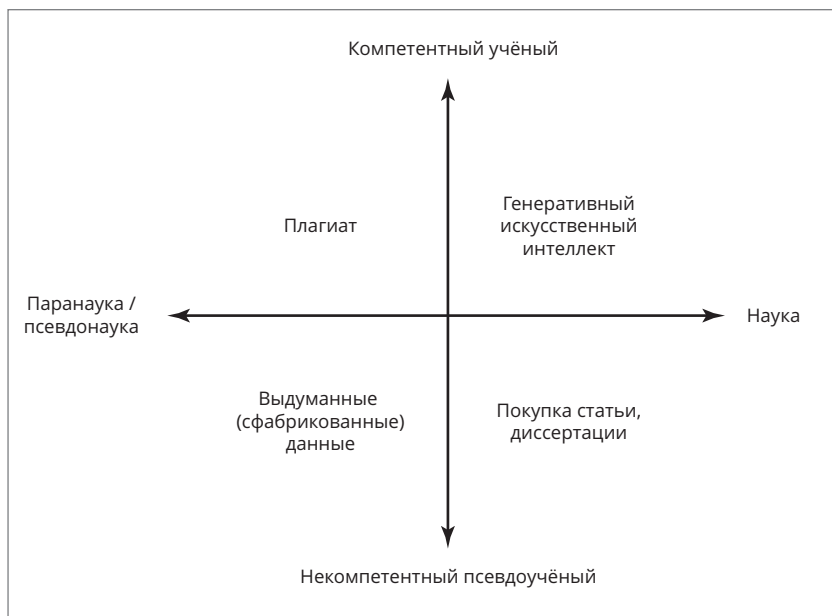 Компетентный учёный
Плагиат
Генеративный
искусственный
интеллект
Паранаука /
псевдонаука
Наука
Выдуманные
(сфабрикованные)
данные
Покупка статьи,
диссертации
Некомпетентный псевдоучёный